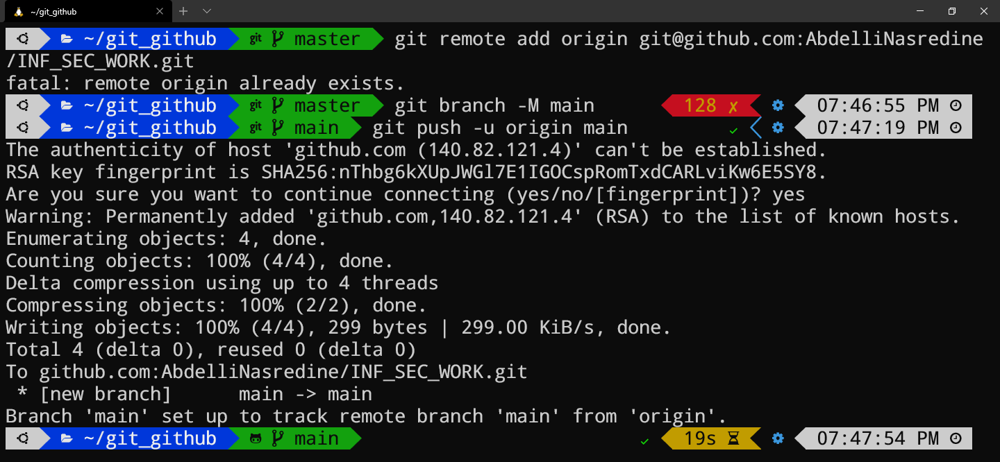 ~/git_github
~/git_github git master git remote add origin git@github.com:AbdelliNasredine
/INF_SEC_WORK.git
fatal: remote origin already exists.
~/git_github git master git branch -M main 128 ✗ 07:46:55 PM
~/git_github git main git push -u origin main ✓ 07:47:19 PM
The authenticity of host 'github.com (140.82.121.4)' can't be established.
RSA key fingerprint is SHA256:nThbg6kXUpJWGl7E1IGOCspRomTxdCARLviKw6E5SY8.
Are you sure you want to continue connecting (yes/no/[fingerprint])? yes
Warning: Permanently added 'github.com,140.82.121.4' (RSA) to the list of known hosts.
Enumerating objects: 4, done.
Counting objects: 100% (4/4), done.
Delta compression using up to 4 threads
Compressing objects: 100% (2/2), done.
Writing objects: 100% (4/4), 299 bytes | 299.00 KiB/s, done.
Total 4 (delta 0), reused 0 (delta 0)
To github.com:AbdelliNasredine/INF_SEC_WORK.git
 * [new branch]      main -> main
Branch 'main' set up to track remote branch 'main' from 'origin'.
~/git_github main ✓ 19s 07:47:54 PM